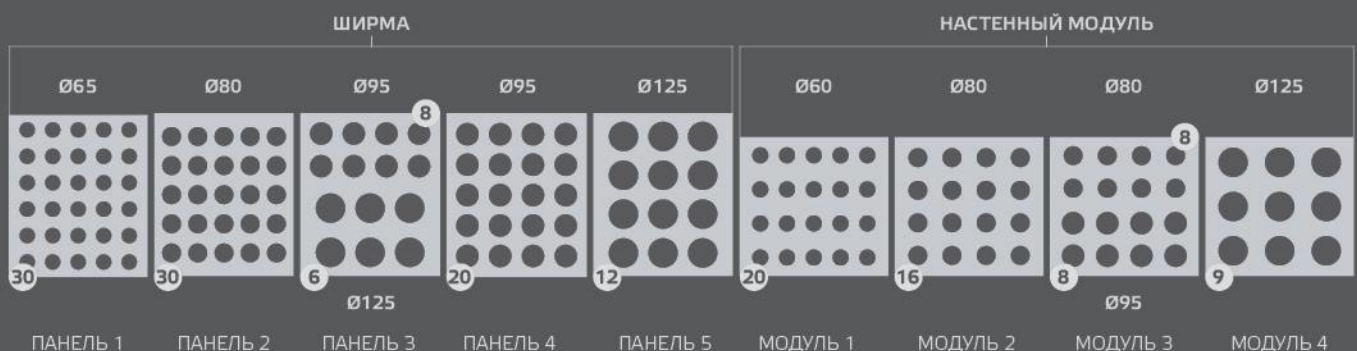 ШИРМА НАСТЕННЫЙ МОДУЛЬ
Ø65 Ø80 Ø95 Ø95 Ø125 Ø60 Ø80 Ø80 Ø125
8 8
30 30 6 20 12 20 16 8 9
Ø125 Ø95
ПАНЕЛЬ 1 ПАНЕЛЬ 2 ПАНЕЛЬ 3 ПАНЕЛЬ 4 ПАНЕЛЬ 5 МОДУЛЬ 1 МОДУЛЬ 2 МОДУЛЬ 3 МОДУЛЬ 4